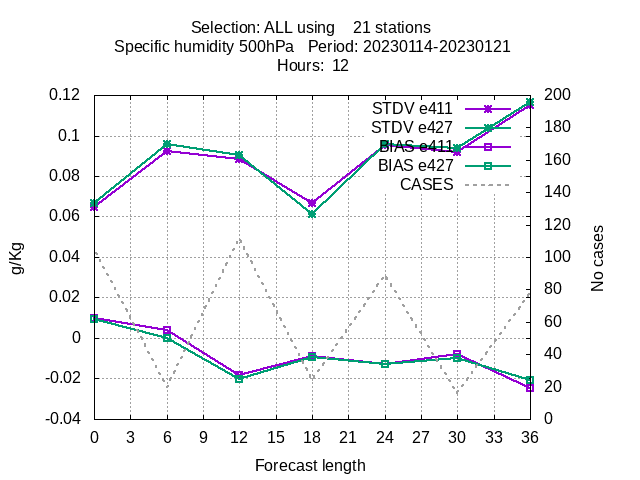 Selection: ALL using    21 stations
Specific humidity 500hPa   Period: 20230114-20230121
Hours:  12
0.12
0.1
0.08
0.06
0.04
0.02
0
-0.02
-0.04
200
180
160
140
120
100
80
60
40
20
0
STDV e411
STDV e427
BIAS e411
BIAS e427
CASES
g/Kg
No cases
0 3 6 9 12 15 18 21 24 27 30 33 36
Forecast length